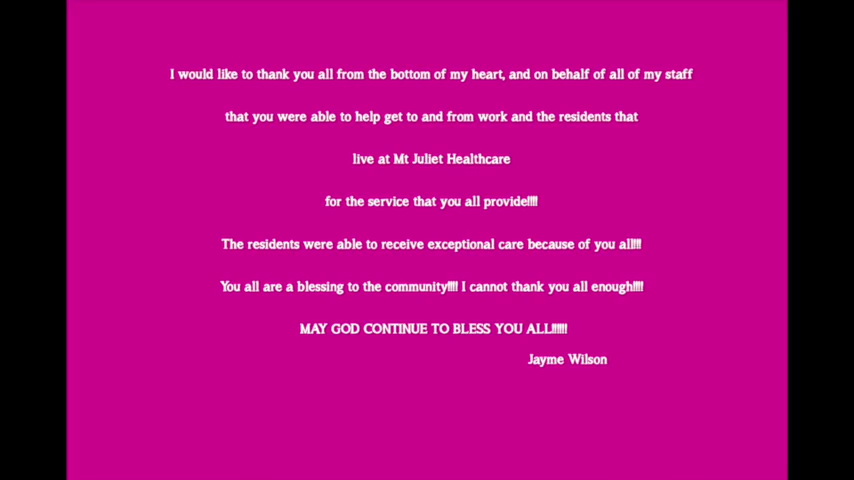 I would like to thank you all from the bottom of my heart, and on behalf of all of my staff
that you were able to help get to and from work and the residents that
live at Mt Juliet Healthcare
for the service that you all provide!!!!
The residents were able to receive exceptional care because of you all!!!
You all are a blessing to the community!!!! I cannot thank you all enough!!!!
MAY GOD CONTINUE TO BLESS YOU ALL!!!!!!
Jayme Wilson